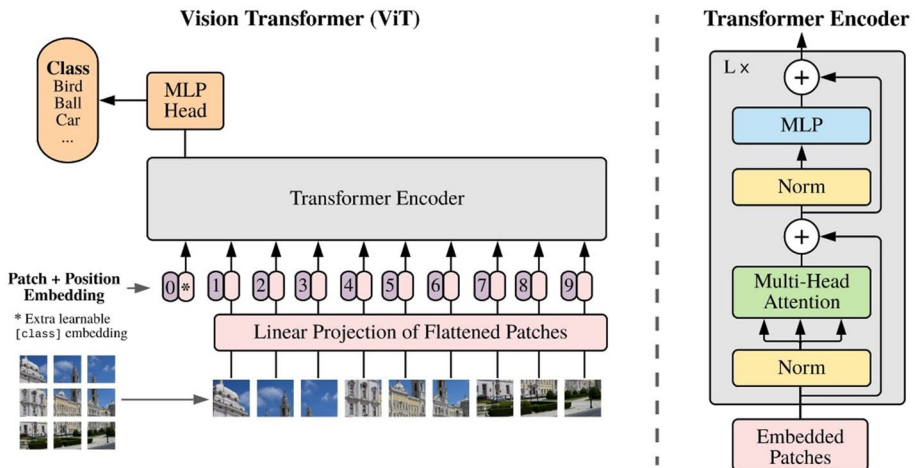 Vision Transformer (ViT)
Class
Bird
Ball
Car
...
MLP
Head
Transformer Encoder
Patch + Position
Embedding
0 * 1 2 3 4 5 6 7 8 9
* Extra learnable
[class] embedding
Linear Projection of Flattened Patches
Transformer Encoder
L x
+
MLP
Norm
+
Multi-Head
Attention
Norm
Embedded
Patches